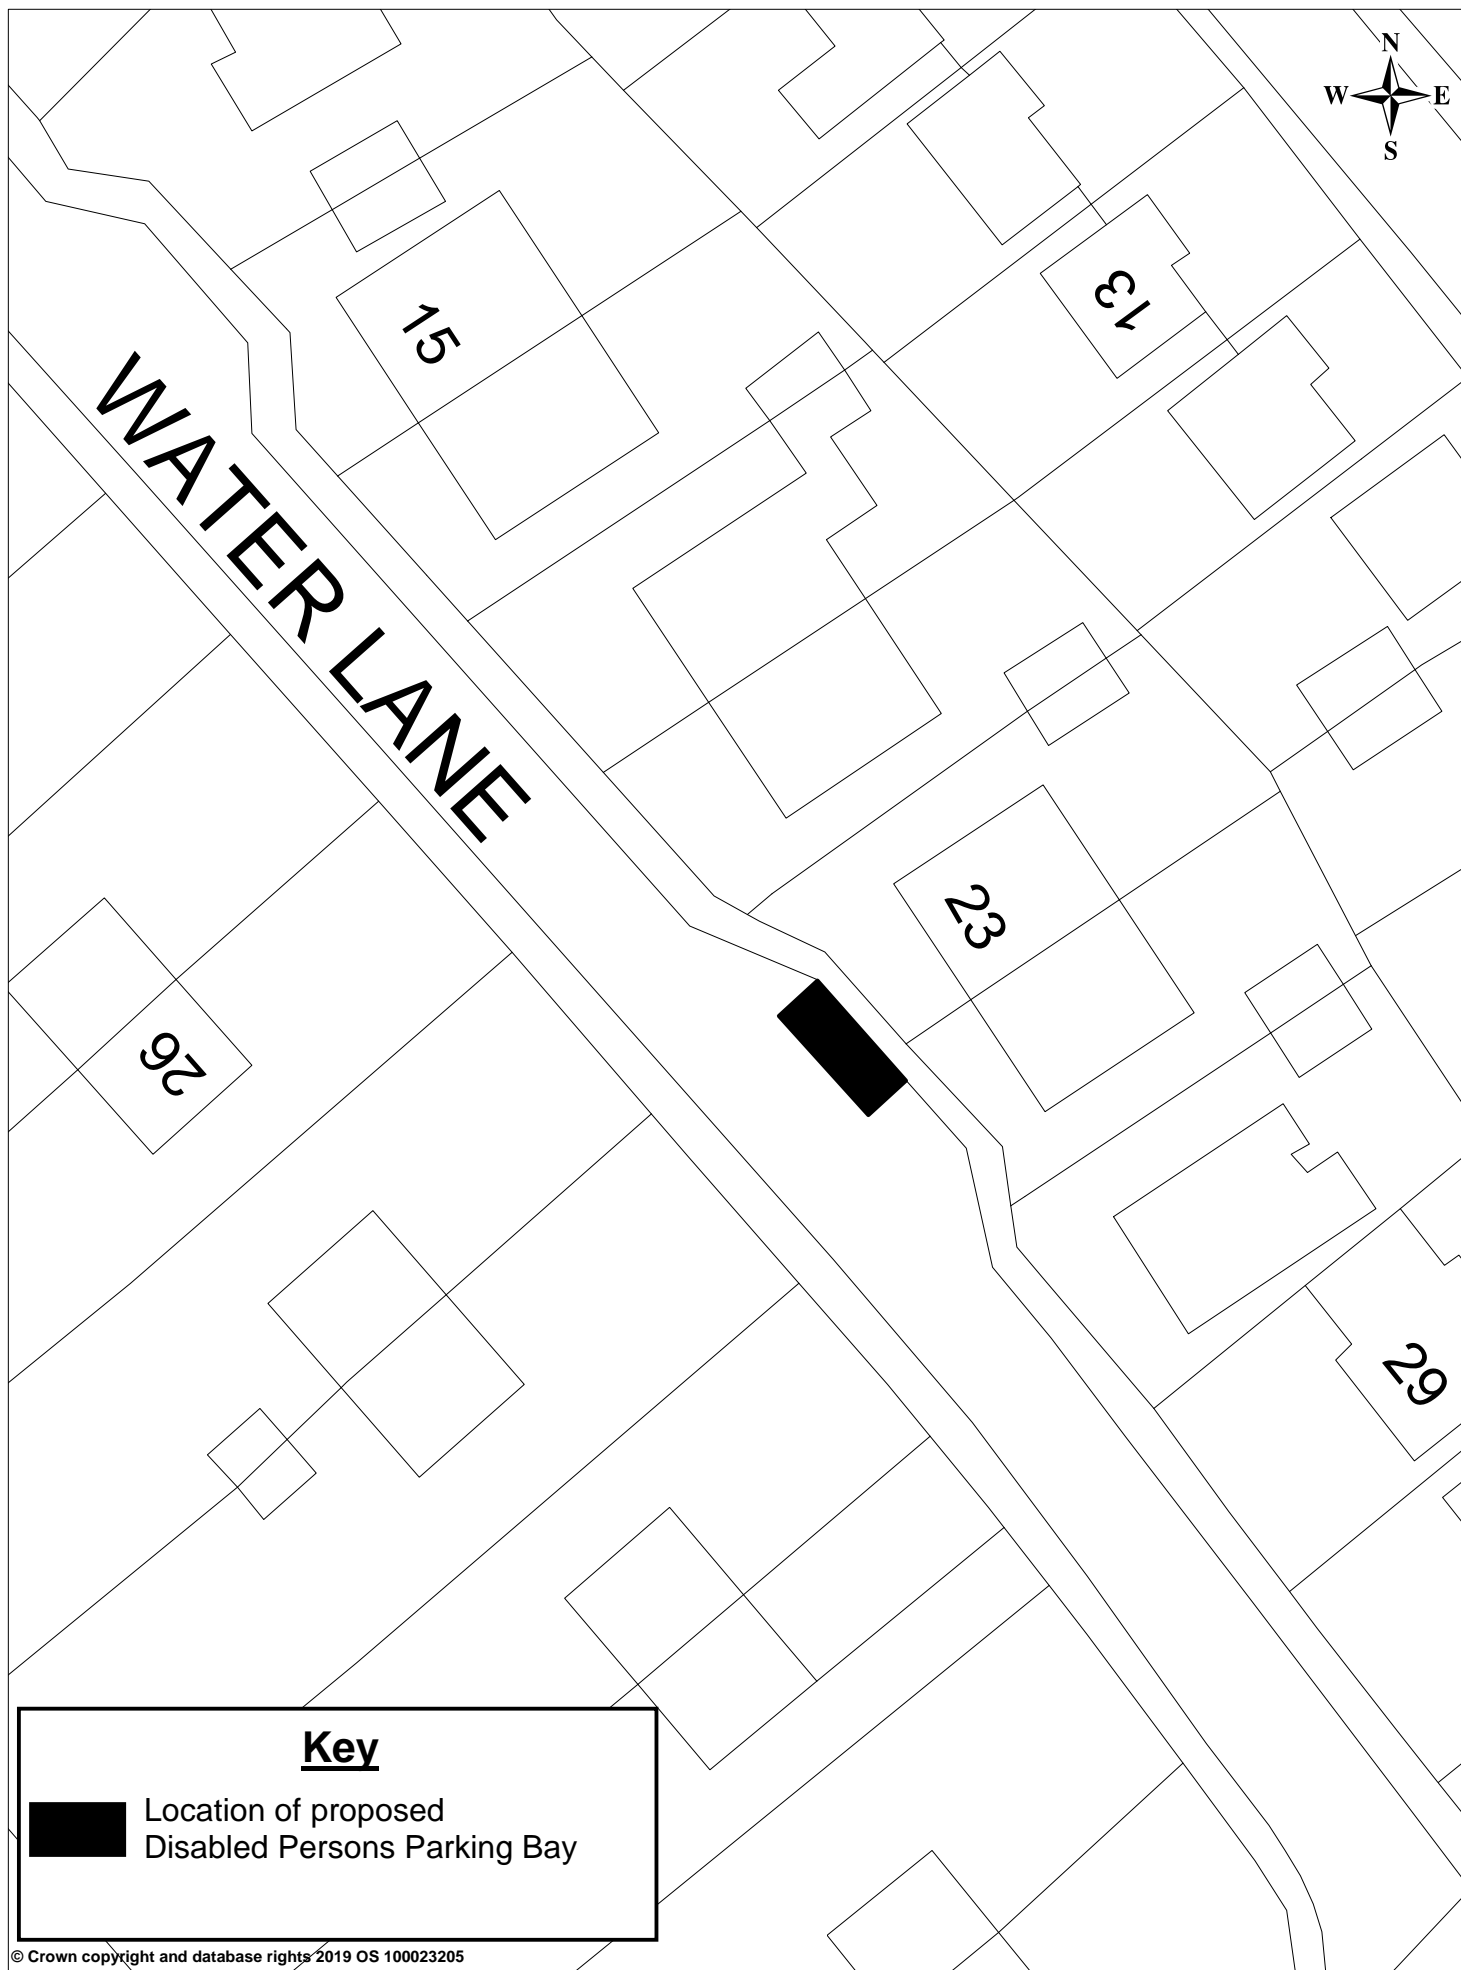 N
W E
S
13
15
WATER LANE
23
26
29
Key
Location of proposed
Disabled Persons Parking Bay
© Crown copyright and database rights 2019 OS 100023205